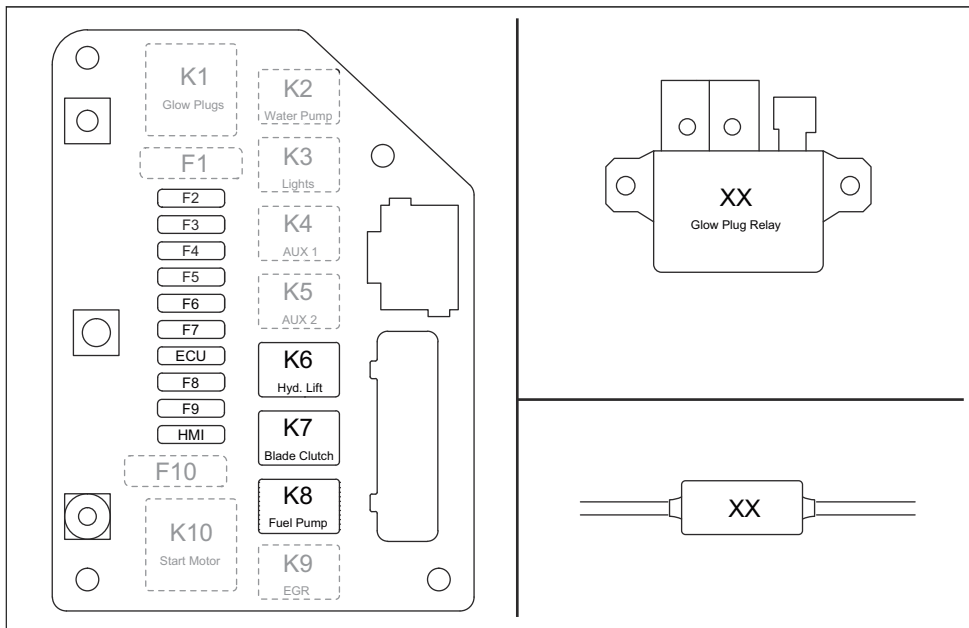 K1
Glow Plugs
F1
F2
F3
F4
F5
F6
F7
ECU
F8
F9
HMI
F10
K10
Start Motor
K2
Water Pump
K3
Lights
K4
AUX 1
K5
AUX 2
K6
Hyd. Lift
K7
Blade Clutch
K8
Fuel Pump
K9
EGR
XX
Glow Plug Relay
XX